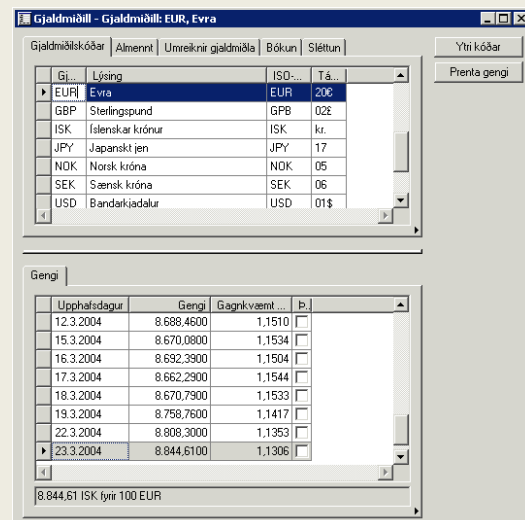 Gjaldmiðill - Gjaldmiðill: EUR, Evra
Gjaldmiðilskóðar Almennt Umreiknir gjaldmiðla Bókun Sléttun
Ytri kóðar
Prenta gengi
Gj... Lýsing ISO-... Tá...
EUR Evra EUR 20€
GBP Sterlingspund GPB 02£
ISK Íslenskar krónur ISK kr.
JPY Japanskt jen JPY 17
NOK Norsk króna NOK 05
SEK Sænsk króna SEK 06
USD Bandarkjadalur USD 01$
Gengi
Upphafsdagur Gengi Gagnkvæmt ... Þ..
12.3.2004 8.688,4600 1,1510
15.3.2004 8.670,0800 1,1534
16.3.2004 8.692,3900 1,1504
17.3.2004 8.662,2900 1,1544
18.3.2004 8.670,7900 1,1533
19.3.2004 8.758,7600 1,1417
22.3.2004 8.808,3000 1,1353
23.3.2004 8.844,6100 1,1306
8.844,61 ISK fyrir 100 EUR